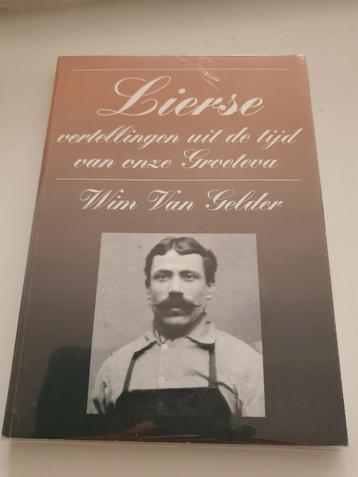 Lierse
vertellingen uit de tijd
van onze Groeteva
Wim Van Gelder